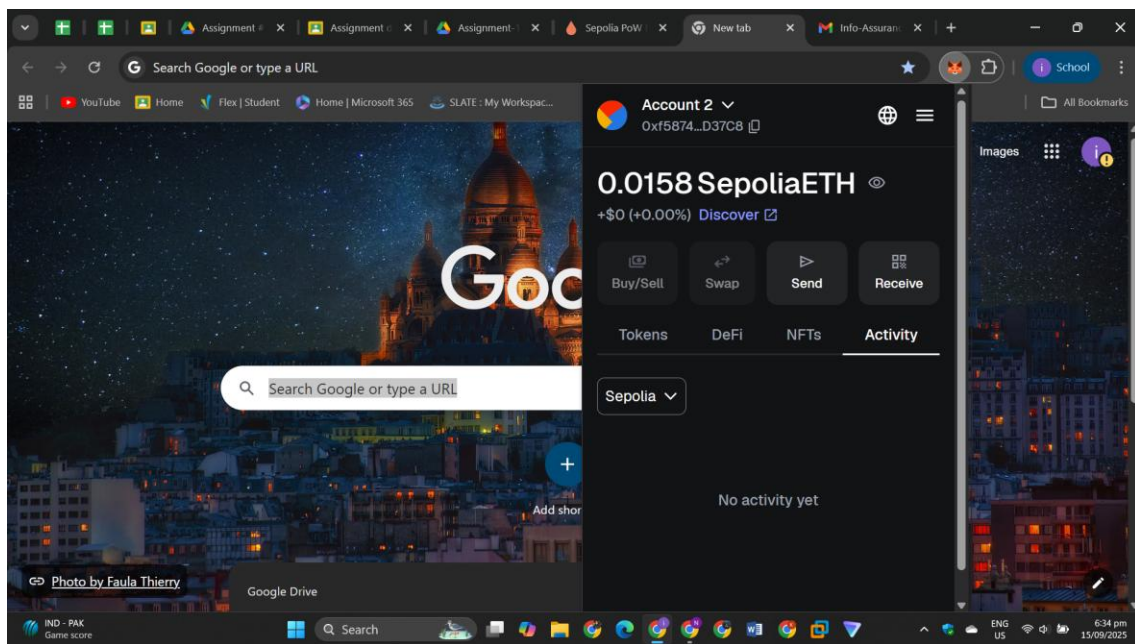 Assignment #
Assignment d
Assignment-1
Sepolia PoW
New tab
Info-Assuranc
Search Google or type a URL
School
YouTube
Home
Flex | Student
Home | Microsoft 365
SLATE : My Workspac...
All Bookmarks
Account 2
0xf5874...D37C8
Images
0.0158 SepoliaETH
+$0 (+0.00%) Discover
Buy/Sell
Swap
Send
Receive
Goo
Tokens
DeFi
NFTs
Activity
Search Google or type a URL
Sepolia
No activity yet
Add shor
Photo by Faula Thierry
Google Drive
IND - PAK
Game score
Search
ENG
US
6:34 pm
15/09/2025